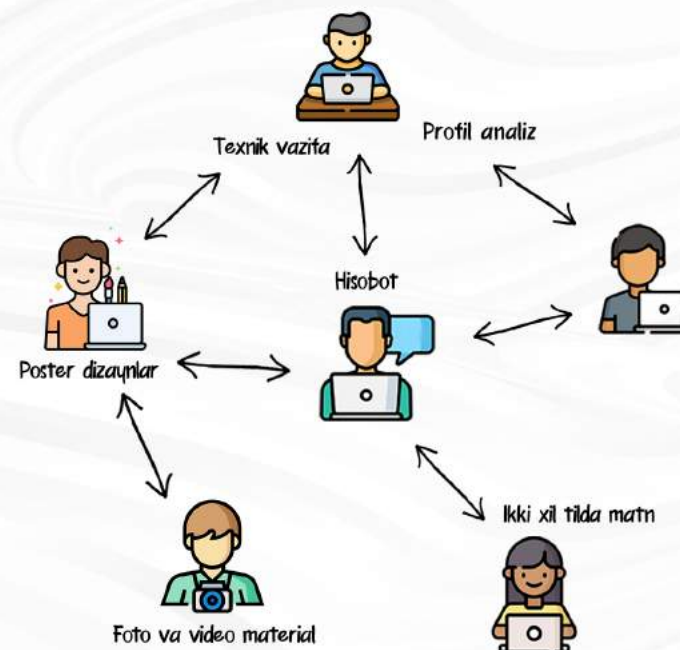 Texnik vazifa
Profil analiz
Hisobot
Poster dizaynlar
Ikki xil tilda matn
Foto va video material